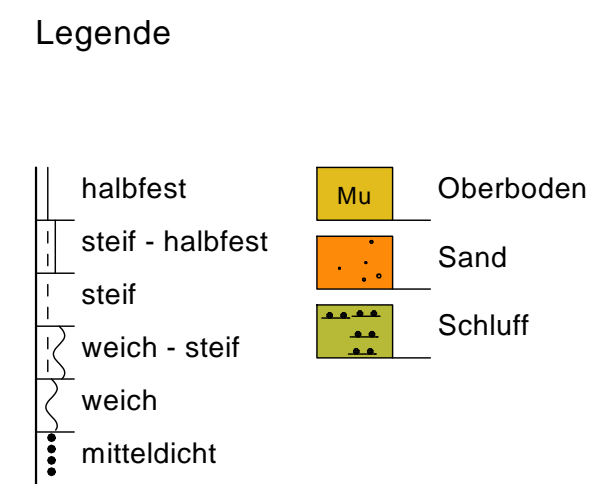 Legende
halbfest
steif - halbfest
steif
weich - steif
weich
mitteldicht
Mu Oberboden
Sand
Schluff